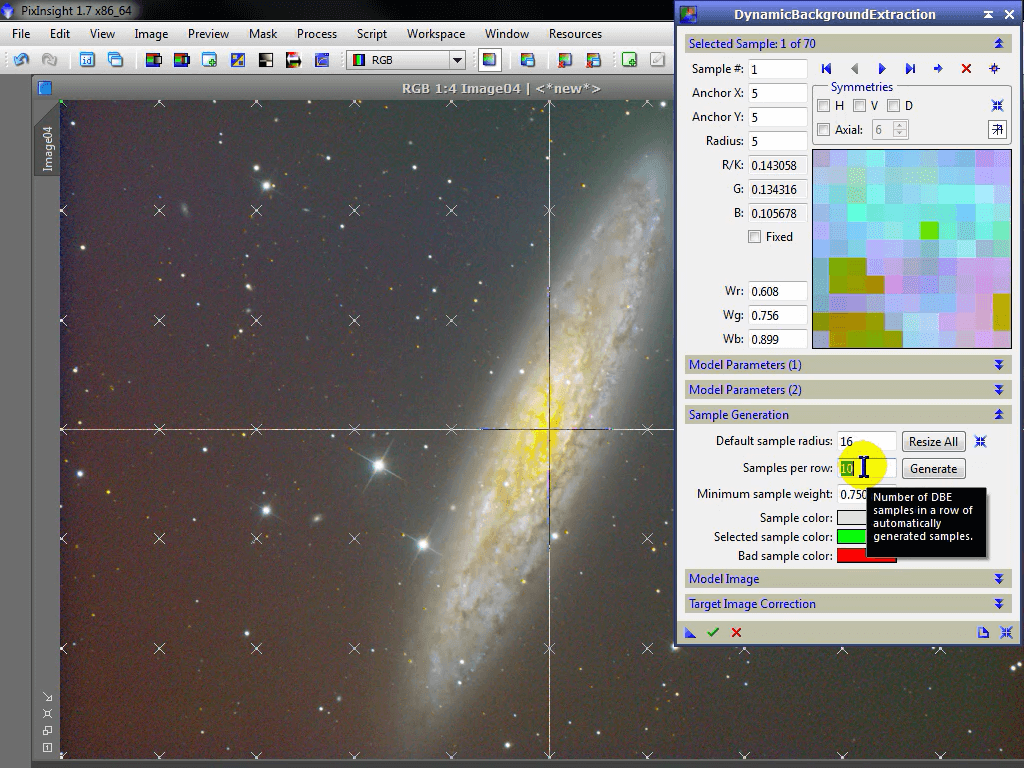 PixInsight 1.7 x86_64
File Edit View Image Preview Mask Process Script Workspace Window Resources
RGB
RGB 1:4 Image04 | <*new*>
Image04
DynamicBackgroundExtraction
Selected Sample: 1 of 70
Sample #: 1
Anchor X: 5
Symmetries
H V D
Anchor Y: 5
Axial: 6
Radius: 5
R/K: 0.143058
G: 0.134316
B: 0.105678
Fixed
Wr: 0.608
Wg: 0.756
Wb: 0.899
Model Parameters (1)
Model Parameters (2)
Sample Generation
Default sample radius: 16 Resize All
Samples per row: 10 Generate
Minimum sample weight: 0.750
Number of DBE
samples in a row of
automatically
generated samples.
Sample color:
Selected sample color:
Bad sample color:
Model Image
Target Image Correction